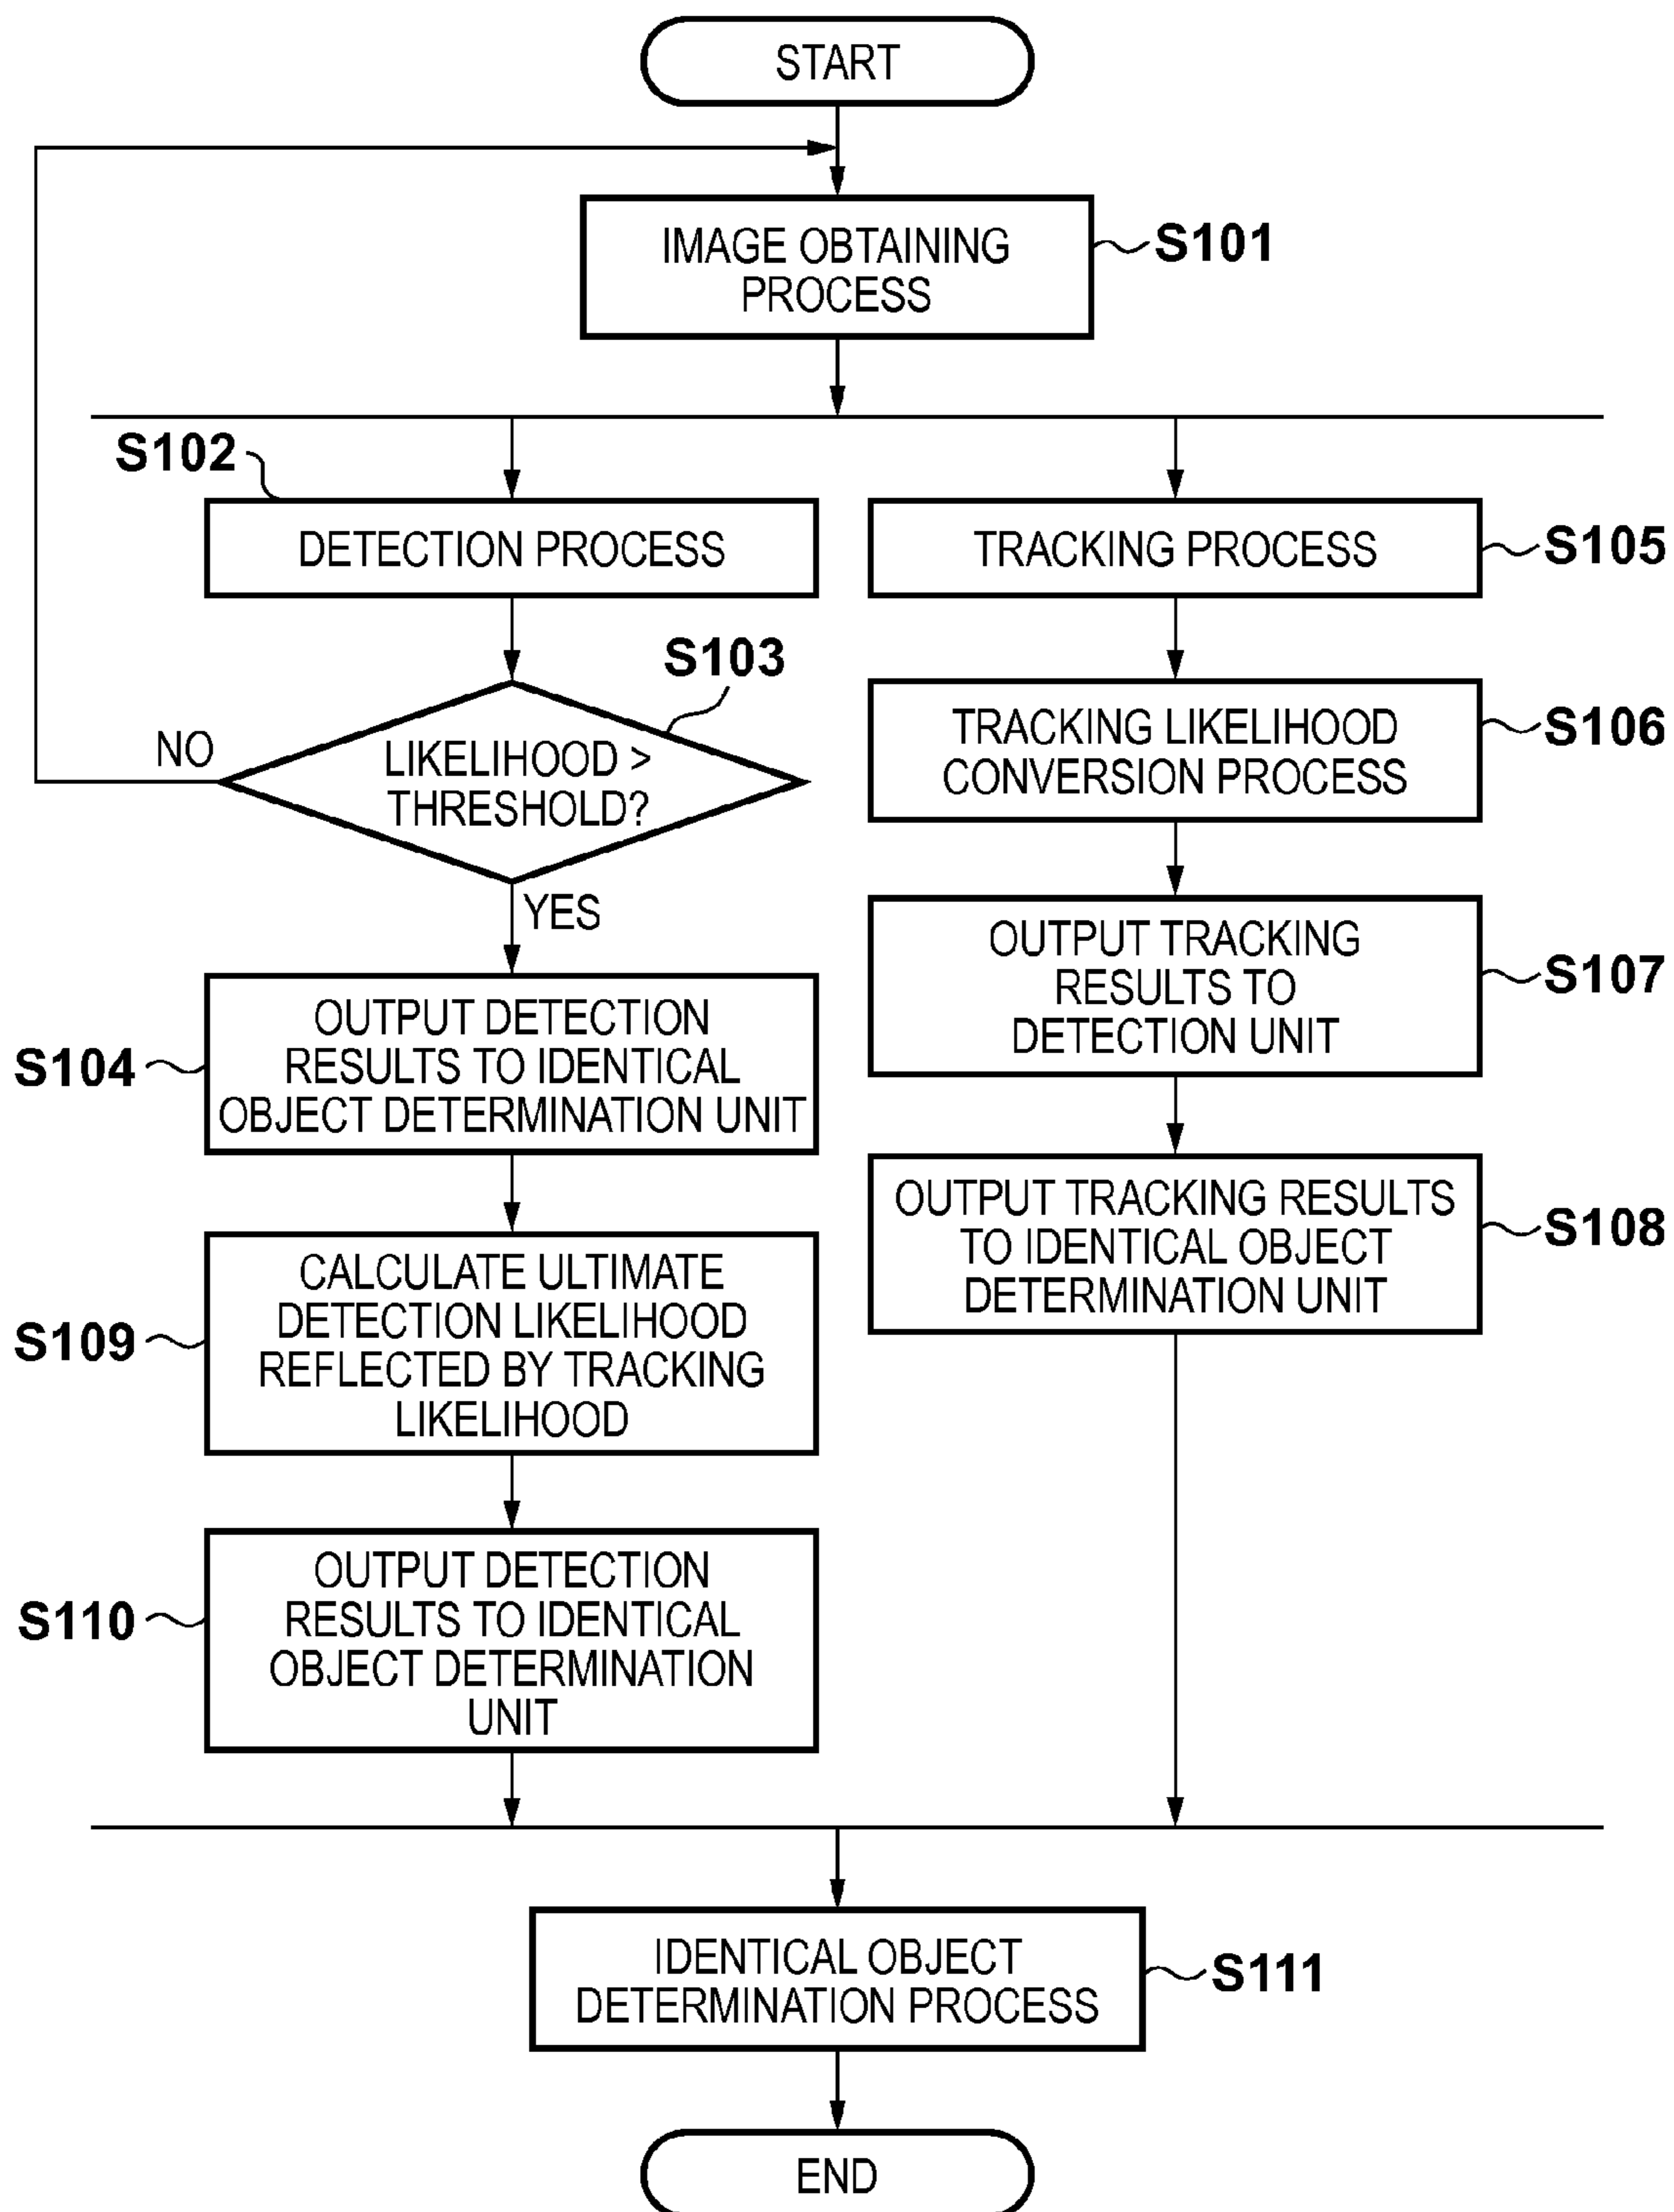 START
IMAGE OBTAINING
PROCESS
S101
S102
DETECTION PROCESS
TRACKING PROCESS
S105
S103
NO
LIKELIHOOD >
THRESHOLD?
YES
TRACKING LIKELIHOOD
CONVERSION PROCESS
S106
OUTPUT TRACKING
RESULTS TO
DETECTION UNIT
S107
S104
OUTPUT DETECTION
RESULTS TO IDENTICAL
OBJECT DETERMINATION UNIT
OUTPUT TRACKING RESULTS
TO IDENTICAL OBJECT
DETERMINATION UNIT
S108
S109
CALCULATE ULTIMATE
DETECTION LIKELIHOOD
REFLECTED BY TRACKING
LIKELIHOOD
S110
OUTPUT DETECTION
RESULTS TO IDENTICAL
OBJECT DETERMINATION
UNIT
IDENTICAL OBJECT
DETERMINATION PROCESS
S111
END